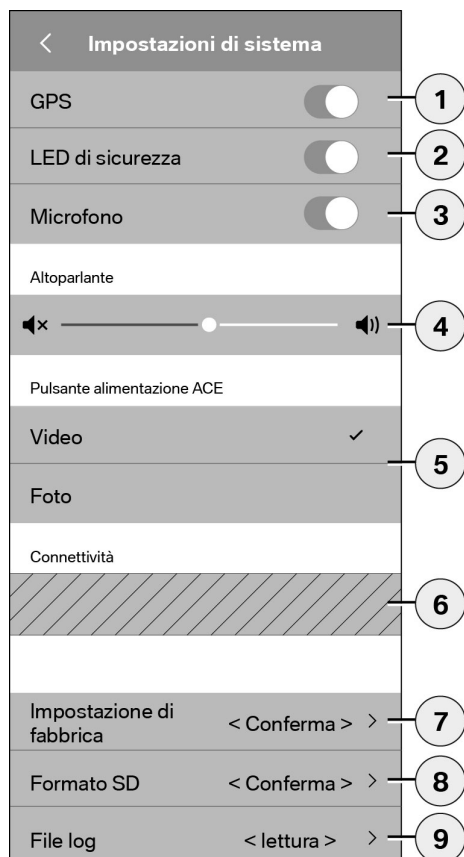 Impostazioni di sistema
GPS
1
LED di sicurezza
2
Microfono
3
Altoparlante
4
Pulsante alimentazione ACE
Video
5
Foto
Connettività
6
Impostazione di
fabbrica
< Conferma >
7
Formato SD
< Conferma >
8
File log
< lettura >
9